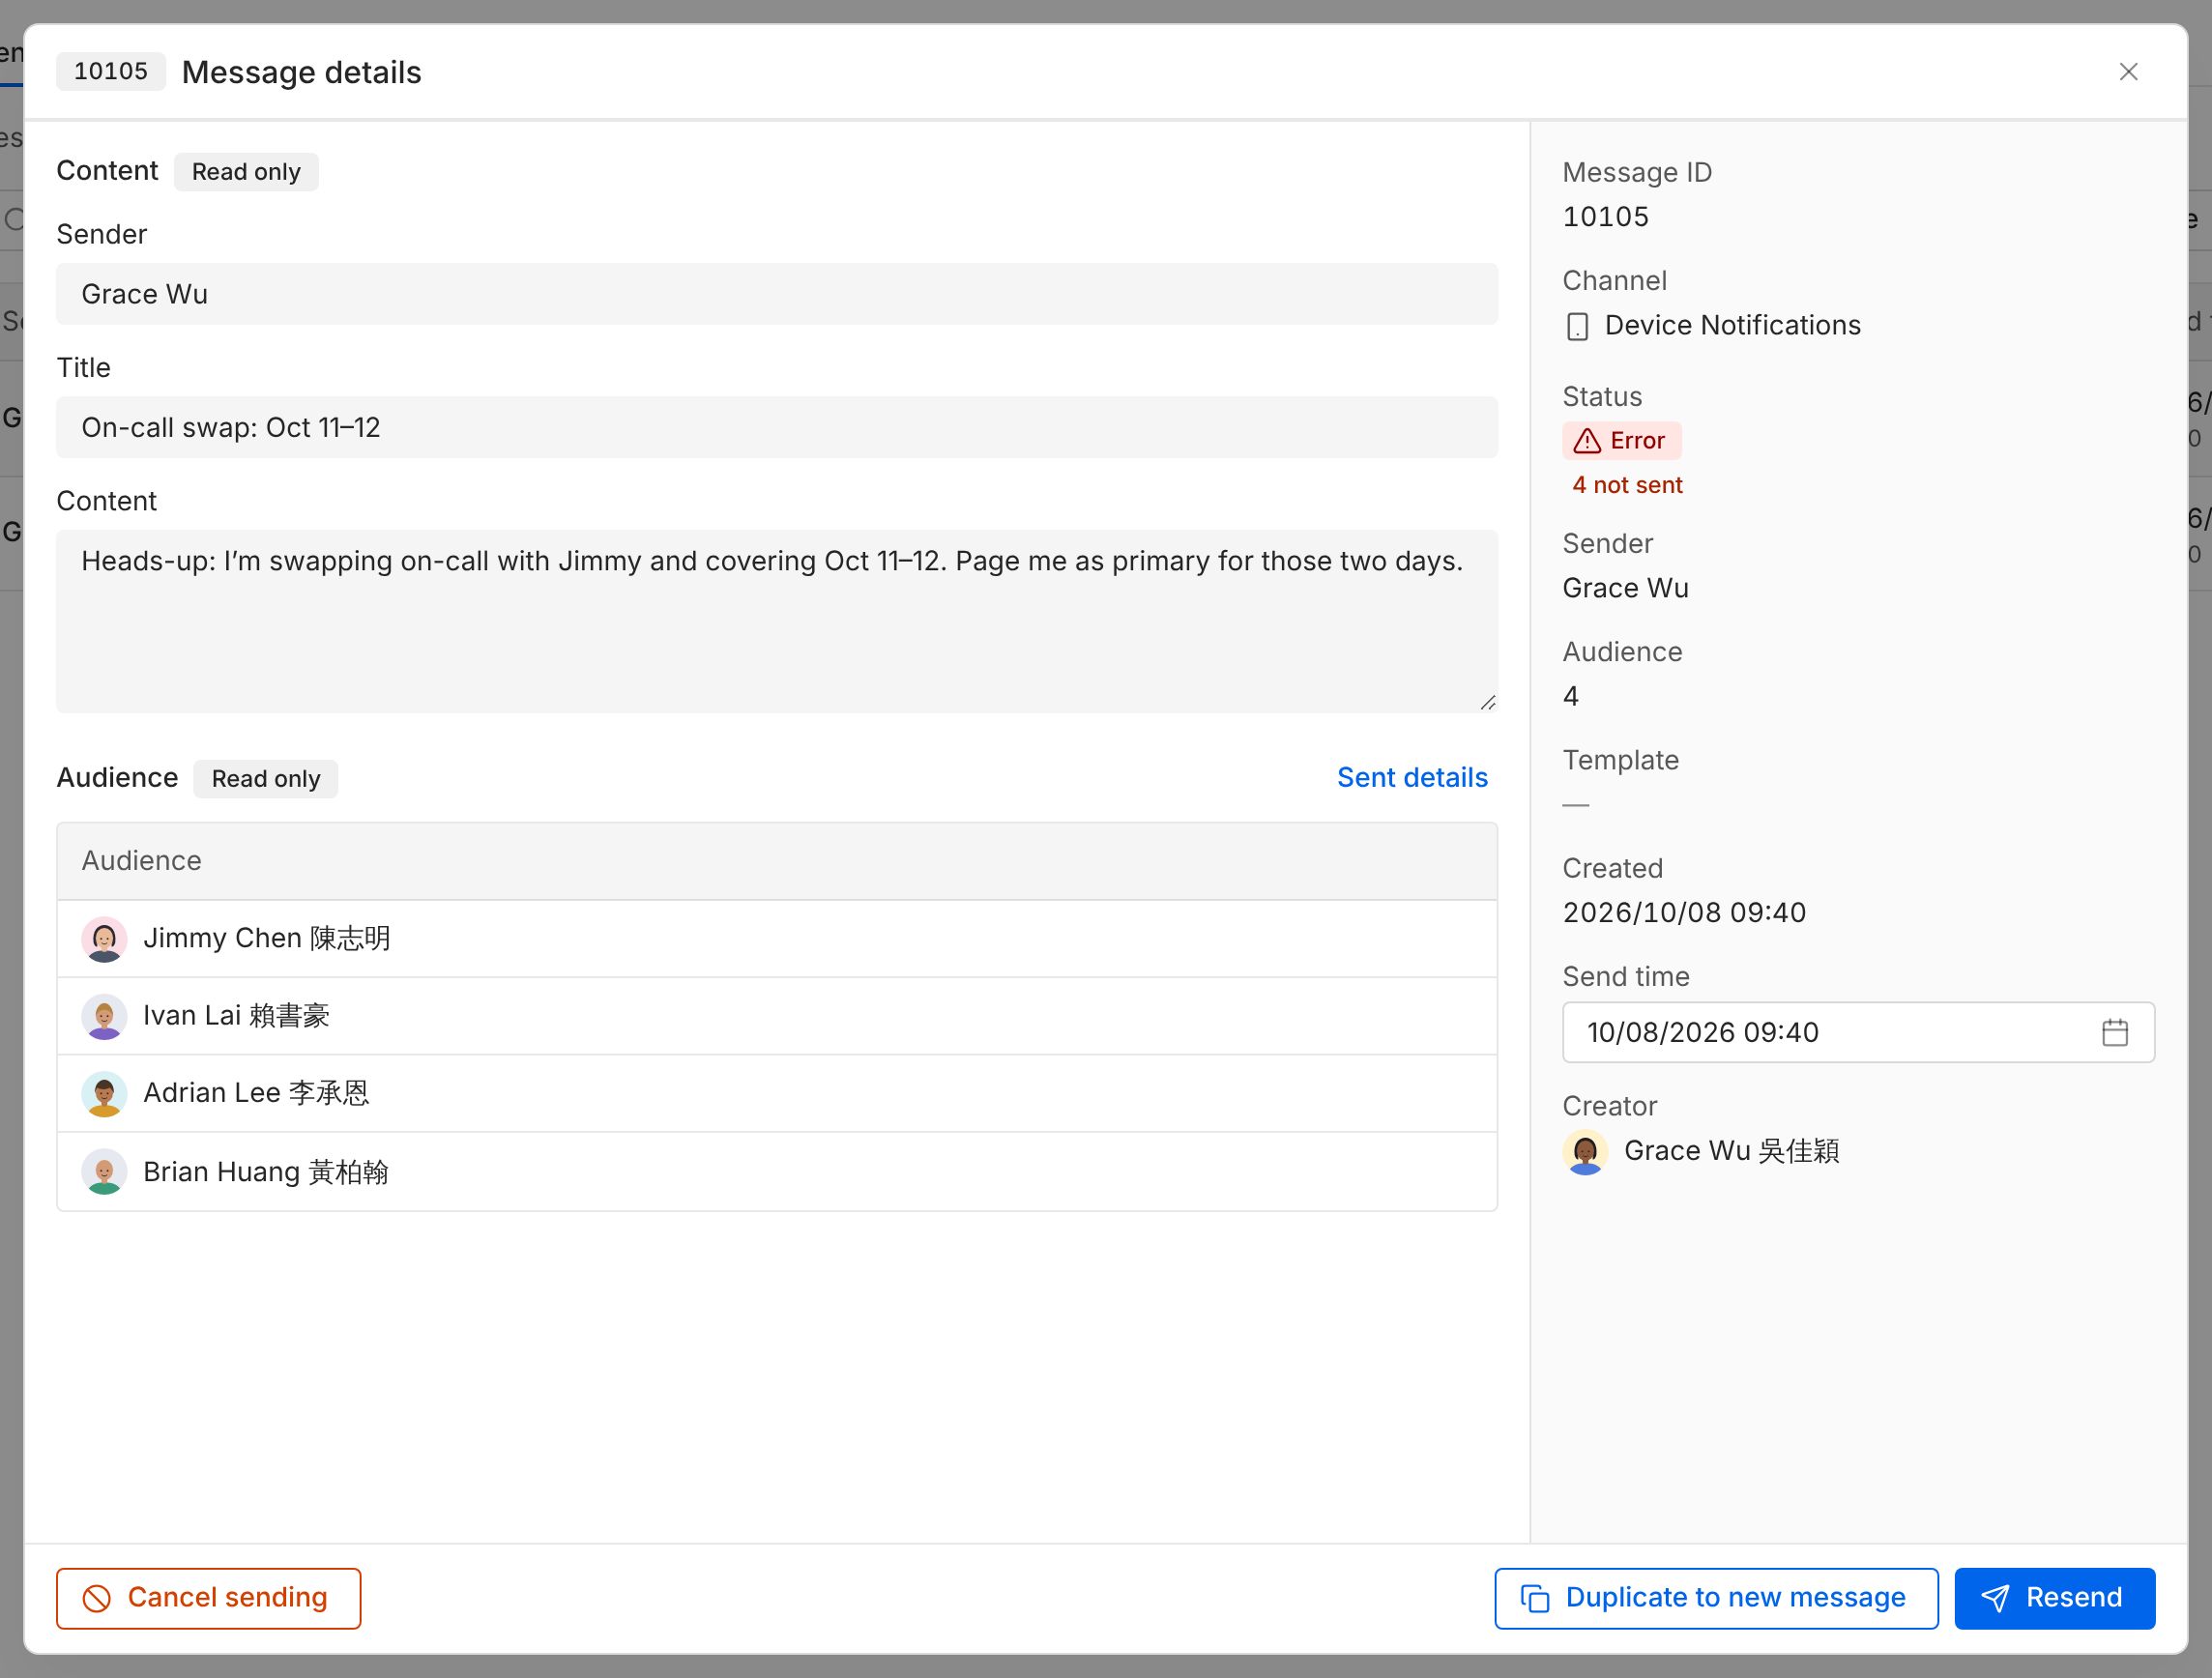 10105
Message details
Content
Read only
Sender
Grace Wu
Title
On-call swap: Oct 11–12
Content
Heads-up: I’m swapping on-call with Jimmy and covering Oct 11–12. Page me as primary for those two days.
Audience
Read only
Sent details
Audience
Jimmy Chen 陳志明
Ivan Lai 賴書豪
Adrian Lee 李承恩
Brian Huang 黃柏翰
Message ID
10105
Channel
Device Notifications
Status
Error
4 not sent
Sender
Grace Wu
Audience
4
Template
—
Created
2026/10/08 09:40
Send time
10/08/2026 09:40
Creator
Grace Wu 吳佳穎
Cancel sending
Duplicate to new message
Resend